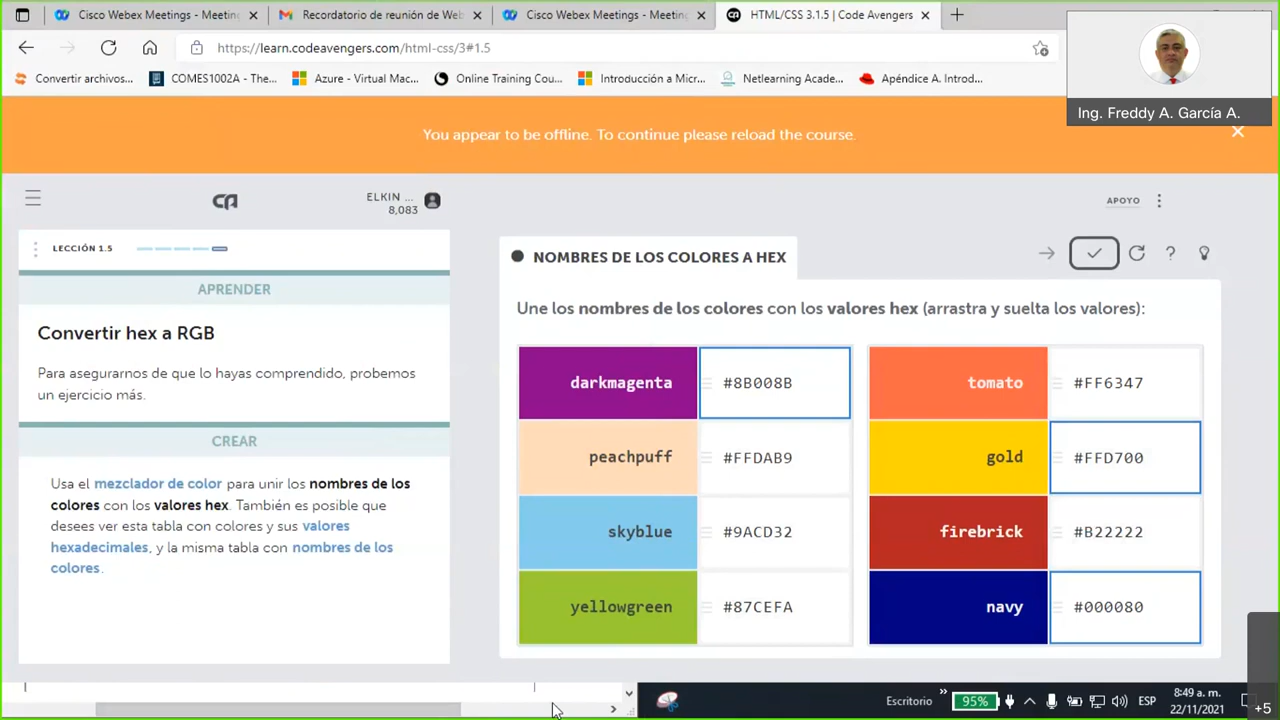 Cisco Webex Meetings - Meetin
Recordatorio de reunión de Web
Cisco Webex Meetings - Meetin
HTML/CSS 3.1.5 | Code Avengers
https://learn.codeavengers.com/html-css/3#1.5
Convertir archivos...
COMES1002A - The...
Azure - Virtual Mac...
Online Training Cou...
Introducción a Micr...
Netlearning Acade...
Apéndice A. Introd...
Ing. Freddy A. García A.
You appear to be offline. To continue please reload the course.
ELKIN ...
8,083
APOYO
LECCIÓN 1.5
APRENDER
Convertir hex a RGB
Para asegurarnos de que lo hayas comprendido, probemos
un ejercicio más.
CREAR
Usa el mezclador de color para unir los nombres de los
colores con los valores hex. También es posible que
desees ver esta tabla con colores y sus valores
hexadecimales, y la misma tabla con nombres de los
colores.
NOMBRES DE LOS COLORES A HEX
Une los nombres de los colores con los valores hex (arrastra y suelta los valores):
darkmagenta #8B008B tomato #FF6347
peachpuff #FFDAB9 gold #FFD700
skyblue #9ACD32 firebrick #B22222
yellowgreen #87CEFA navy #000080
Escritorio
95%
ESP
8:49 a. m.
22/11/2021
+5